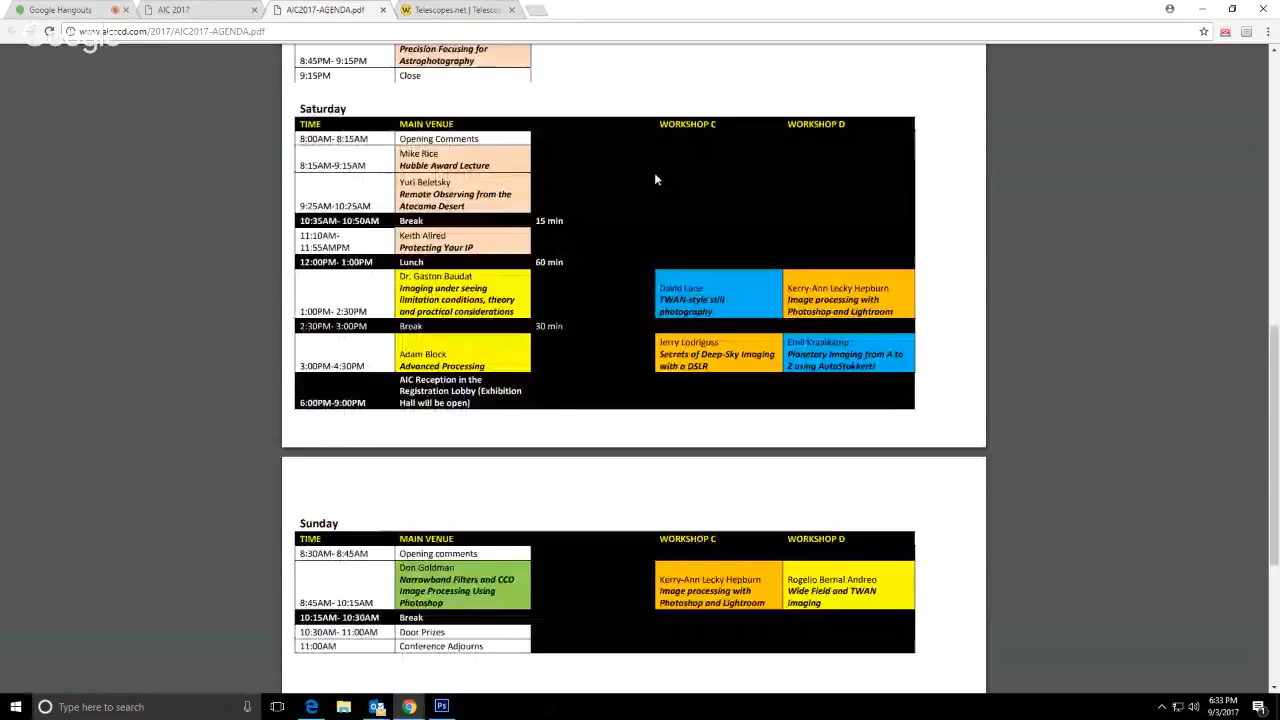 Google Hangouts
AIC 2017
AIC2017-AGENDA.pdf
Telescopes.net | Telesco
www.aicccd.com/2017/AIC2017-AGENDA.pdf
Google
Precision Focusing for
8:45PM- 9:15PM Astrophotography
9:15PM Close
Saturday
TIME MAIN VENUE WORKSHOP C WORKSHOP D
8:00AM- 8:15AM Opening Comments
Mike Rice
8:15AM-9:15AM Hubble Award Lecture
Yuri Beletsky
Remote Observing from the
9:25AM-10:25AM Atacama Desert
10:35AM- 10:50AM Break 15 min
11:10AM- Keith Allred
11:55AMPM Protecting Your IP
12:00PM- 1:00PM Lunch 60 min
Dr. Gaston Baudat
Imaging under seeing David Lane Kerry-Ann Lecky Hepburn
limitation conditions, theory TWAN-style still Image processing with
1:00PM- 2:30PM and practical considerations photography Photoshop and Lightroom
2:30PM- 3:00PM Break 30 min
Jerry Lodriguss Emil Kraaikamp
Adam Block Secrets of Deep-Sky Imaging Planetary Imaging from A to
3:00PM-4:30PM Advanced Processing with a DSLR Z using AutoStakkert!
AIC Reception in the
Registration Lobby (Exhibition
6:00PM-9:00PM Hall will be open)
Sunday
TIME MAIN VENUE WORKSHOP C WORKSHOP D
8:30AM- 8:45AM Opening comments
Don Goldman
Narrowband Filters and CCD Kerry-Ann Lecky Hepburn Rogelio Bernal Andreo
Image Processing Using Image processing with Wide Field and TWAN
8:45AM- 10:15AM Photoshop Photoshop and Lightroom imaging
10:15AM- 10:30AM Break
10:30AM- 11:00AM Door Prizes
11:00AM Conference Adjourns
Type here to search
6:33 PM
9/3/2017